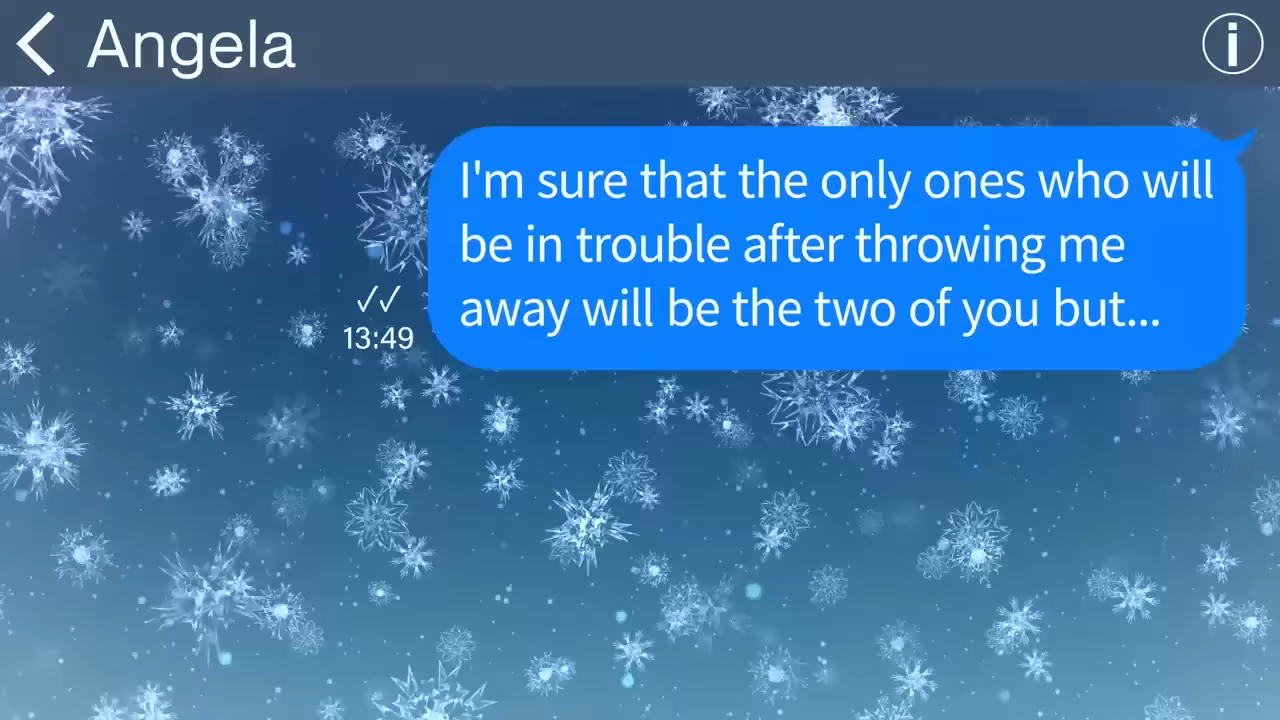 Angela
i
I'm sure that the only ones who will
be in trouble after throwing me
away will be the two of you but...
✓✓
13:49